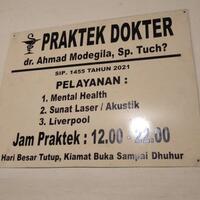 PRAKTEK DOKTER
dr. Ahmad Modegila, Sp. Tuch?
SIP. 1455 TAHUN 2021
PELAYANAN :
1. Mental Health
2. Sunat Laser / Akustik
3. Liverpool
Jam Praktek : 12.00 - 22.00
Hari Besar Tutup, Kiamat Buka Sampai Dhuhur